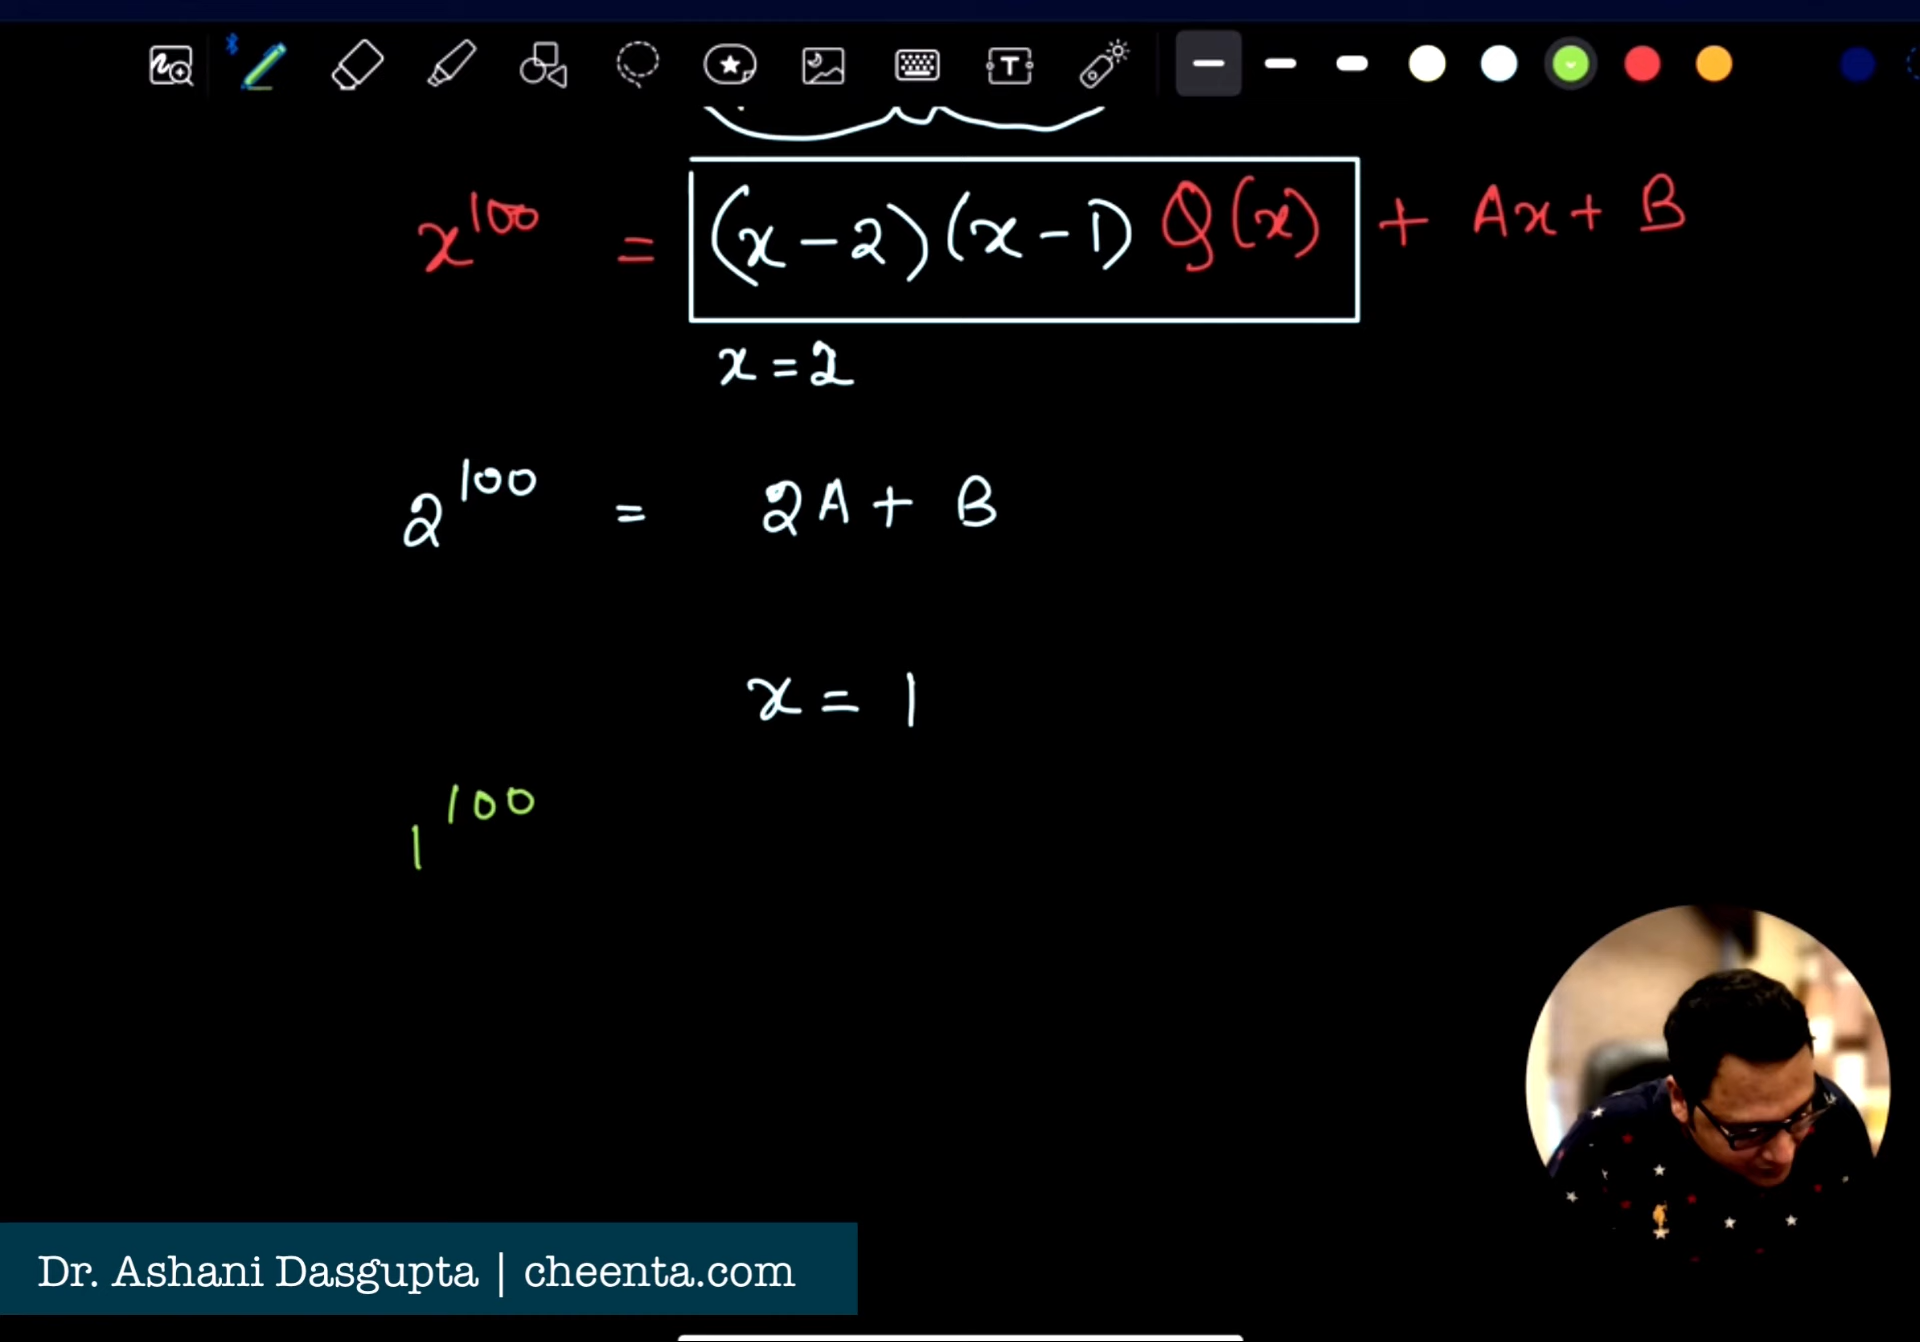 x^100 = (x-2)(x-1) Q(x) + Ax + B
x = 2
2^100 = 2A + B
x = 1
1^100
Dr. Ashani Dasgupta | cheenta.com